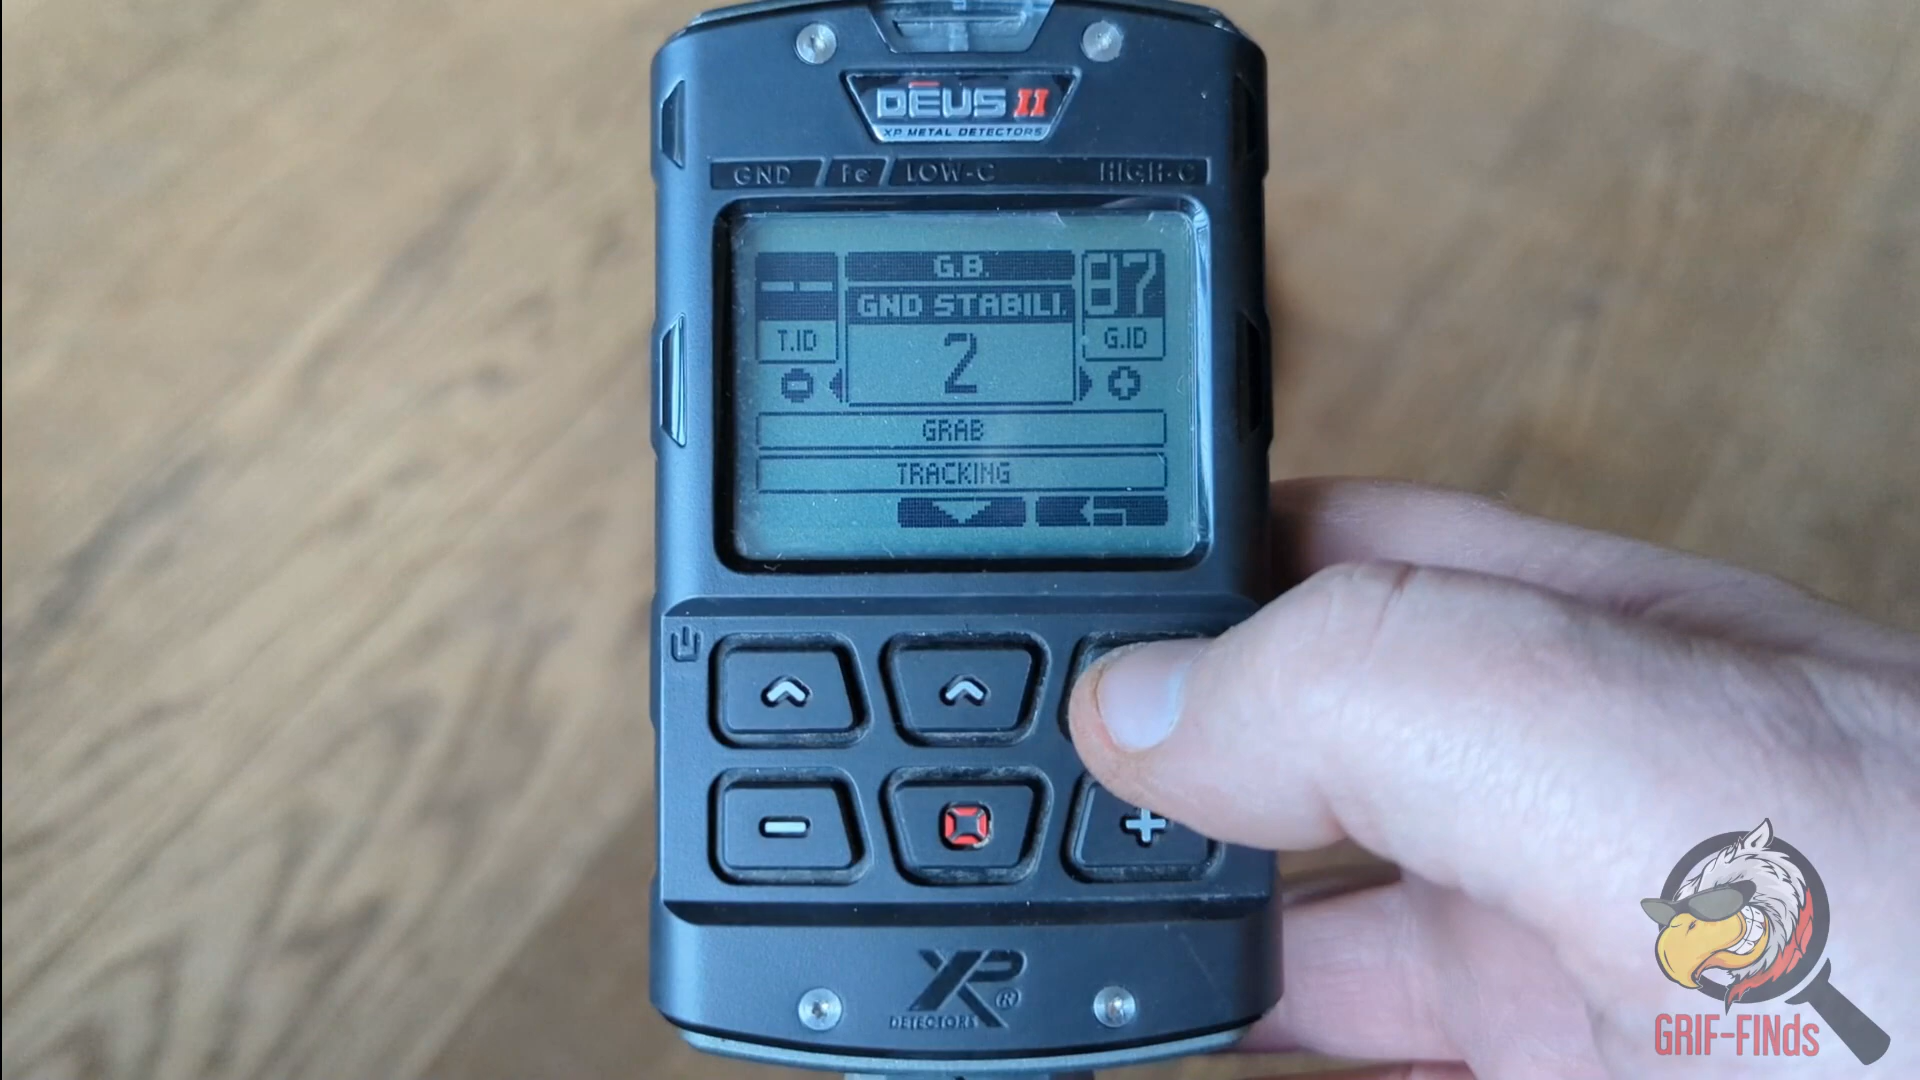 DEUS II
XP METAL DETECTORS
GND / Fe / LOW-C HIGH-C
G.B.
-- GND STABILI. 87
T.ID 2 G.ID
GRAB
TRACKING
XP®
DETECTORS
GRIF-FINds